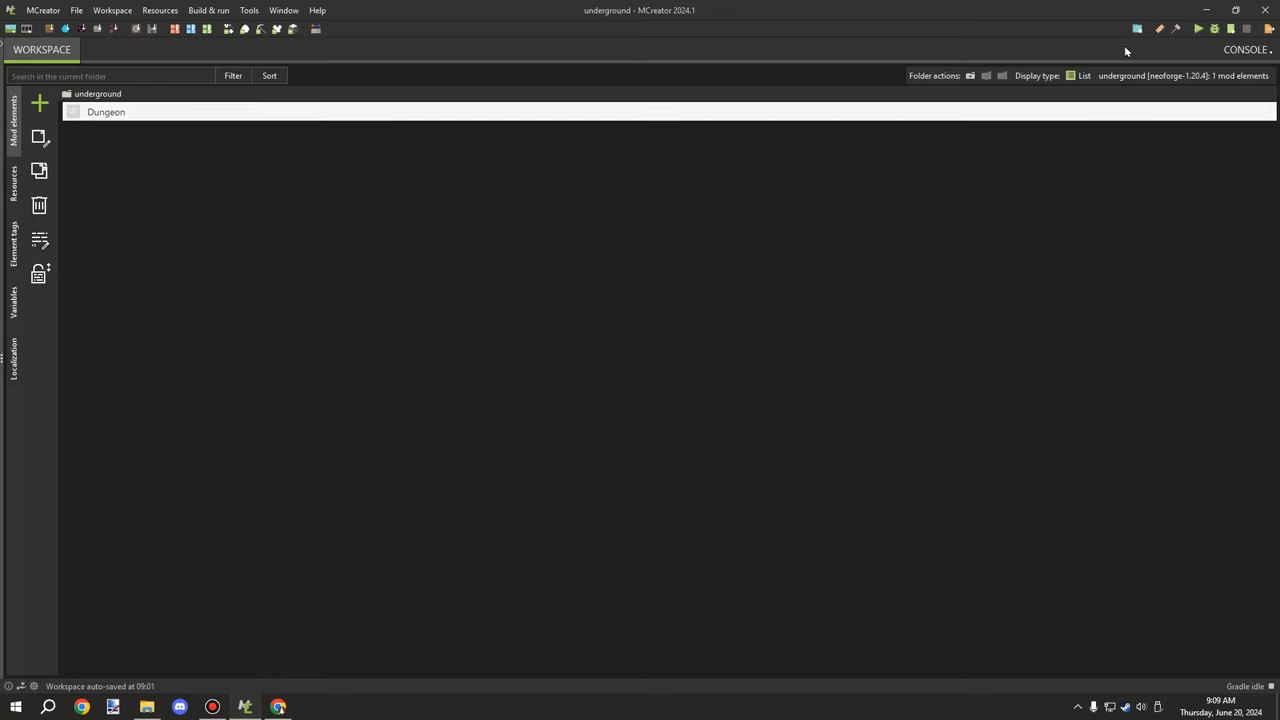 underground - MCreator 2024.1
MCreator File Workspace Resources Build & run Tools Window Help
WORKSPACE
CONSOLE
Search in the current folder
Filter
Sort
Folder actions:
Display type:
List
underground [neoforge-1.20.4]: 1 mod elements
underground
Dungeon
Mod elements
Resources
Element tags
Variables
Localization
Workspace auto-saved at 09:01
Gradle idle
9:09 AM
Thursday, June 20, 2024